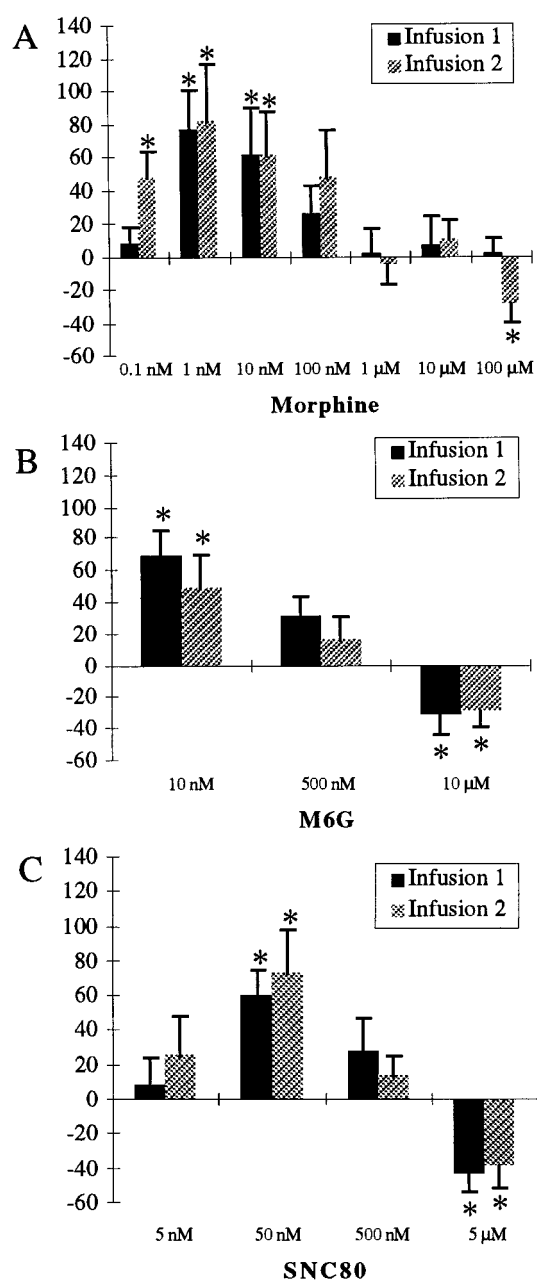 A
Infusion 1
Infusion 2
140
120
100
80
60
40
20
0
-20
-40
-60
* * * * * *
0.1 nM 1 nM 10 nM 100 nM 1 µM 10 µM 100 µM
Morphine
B
Infusion 1
Infusion 2
140
120
100
80
60
40
20
0
-20
-40
-60
* * * *
10 nM 500 nM 10 µM
M6G
C
Infusion 1
Infusion 2
140
120
100
80
60
40
20
0
-20
-40
-60
* * * *
5 nM 50 nM 500 nM 5 µM
SNC80